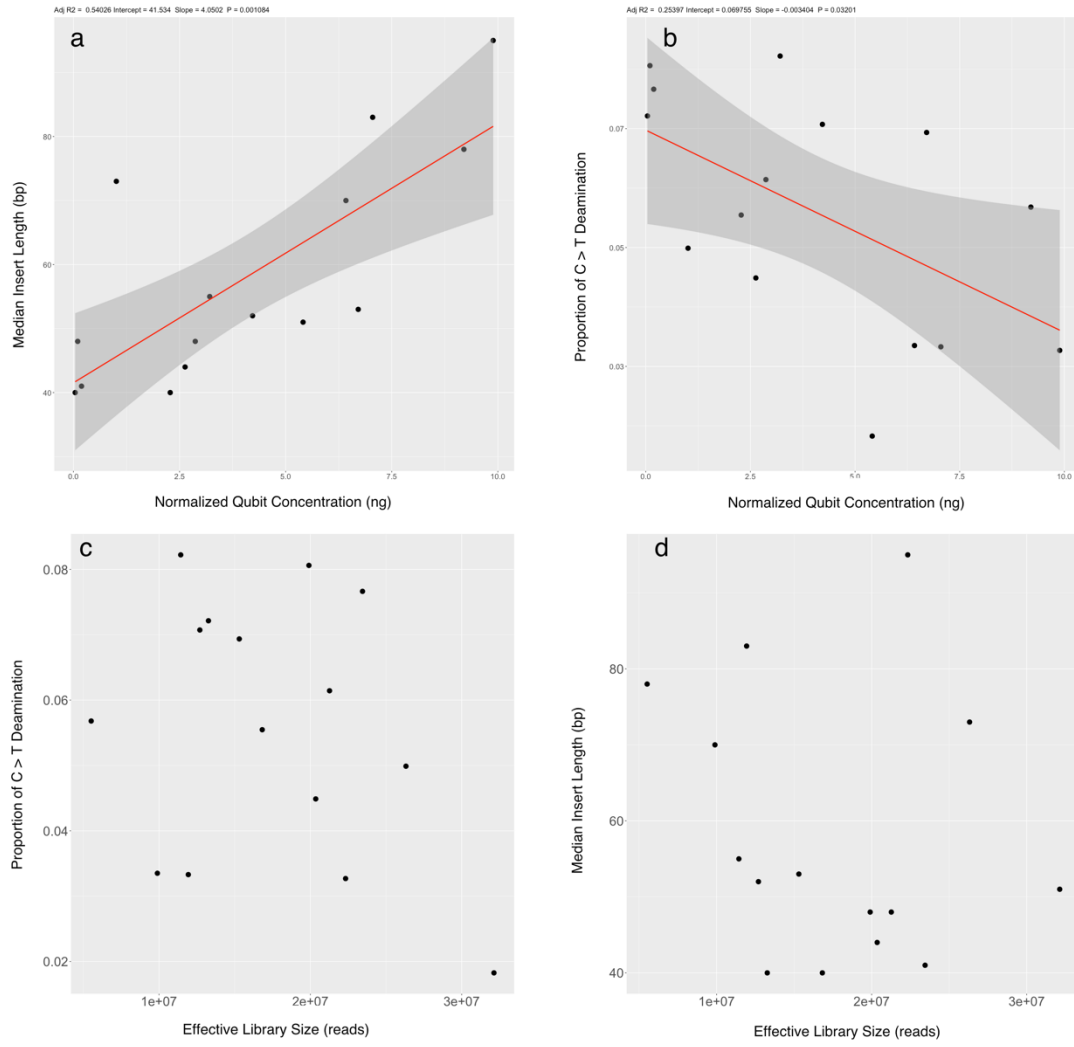 Adj R2 = 0.54026 Intercept = 41.534 Slope = 4.0502 P = 0.001084
a
Median Insert Length (bp)
80
60
40
0.0 2.5 5.0 7.5 10.0
Normalized Qubit Concentration (ng)
Adj R2 = 0.25397 Intercept = 0.069755 Slope = -0.003404 P = 0.03201
b
Proportion of C > T Deamination
0.07
0.05
0.03
0.0 2.5 5.0 7.5 10.0
Normalized Qubit Concentration (ng)
c
Proportion of C > T Deamination
0.08
0.06
0.04
0.02
1e+07 2e+07 3e+07
Effective Library Size (reads)
d
Median Insert Length (bp)
80
60
40
1e+07 2e+07 3e+07
Effective Library Size (reads)